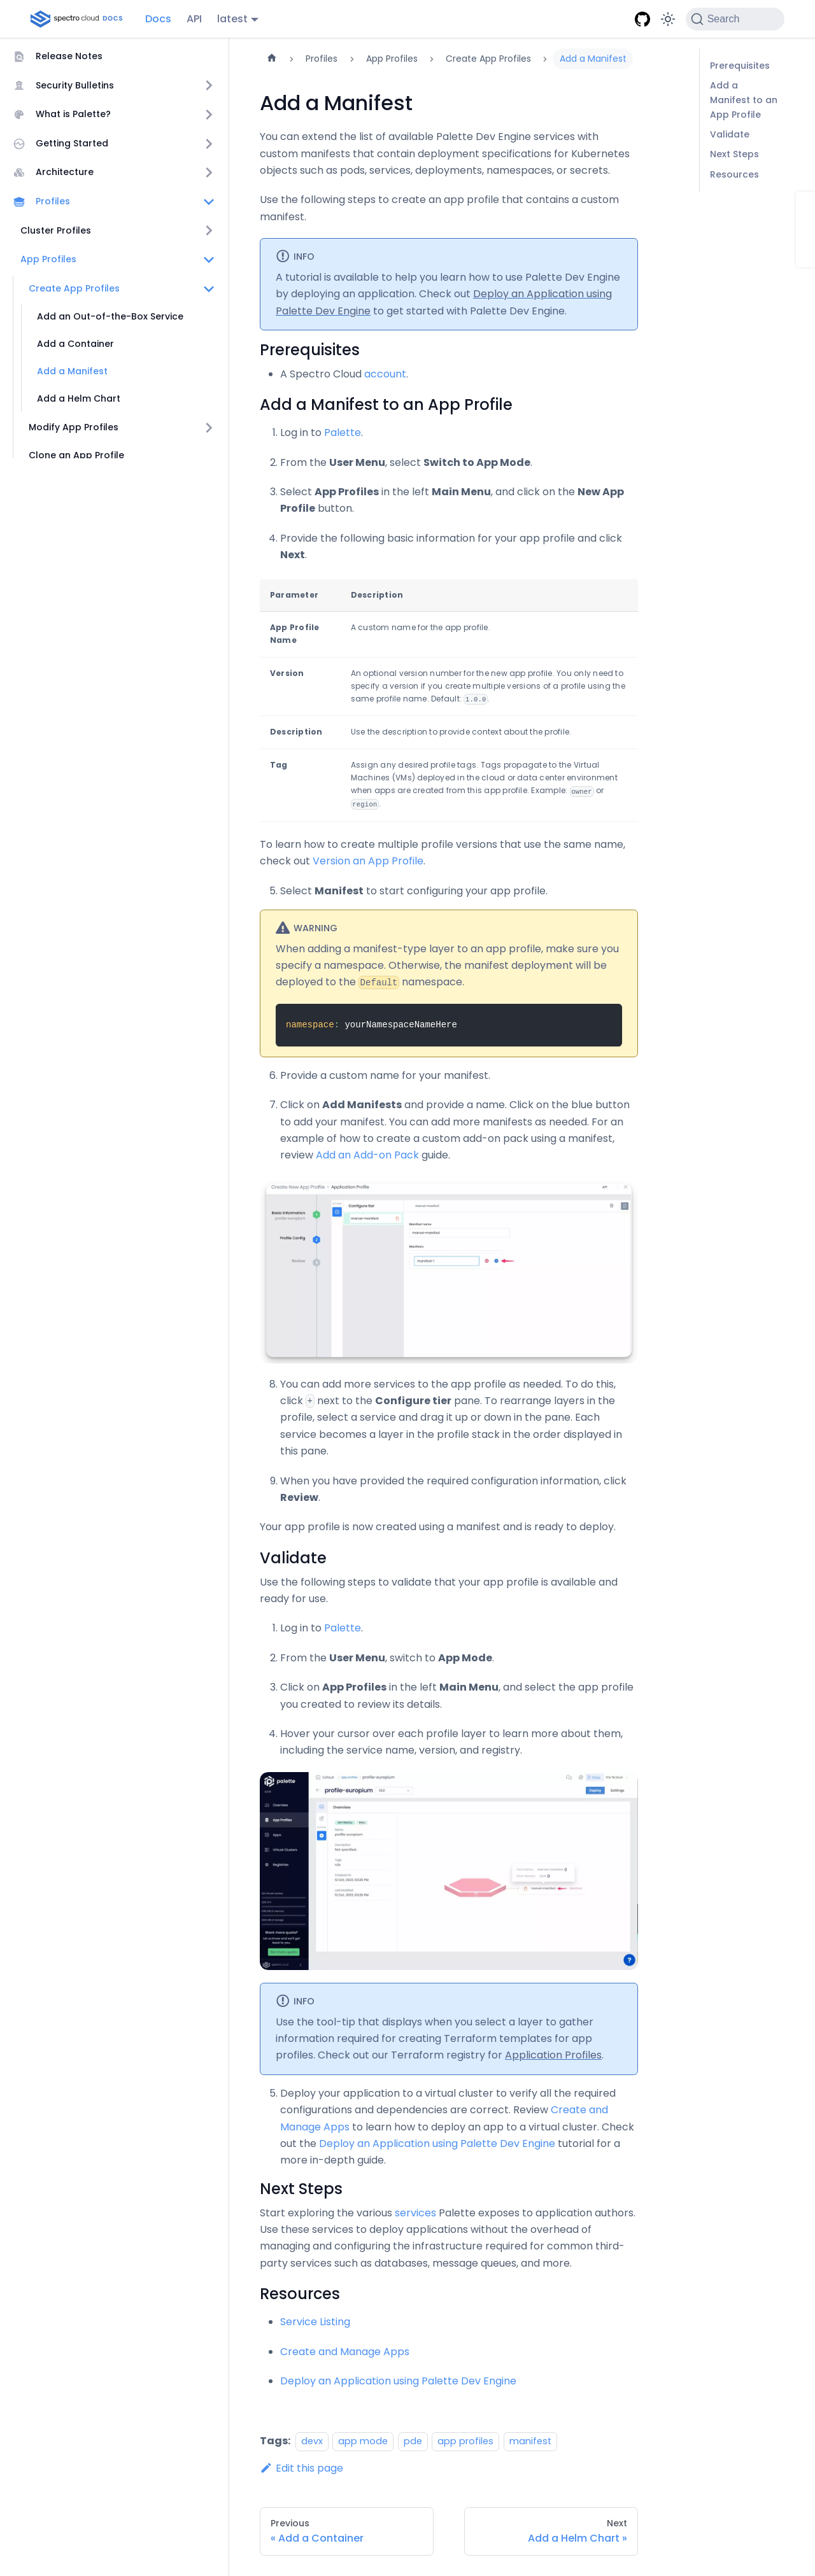 spectro cloud DOCS
Docs
API
latest
Search
Release Notes
Security Bulletins
What is Palette?
Getting Started
Architecture
Profiles
Cluster Profiles
App Profiles
Create App Profiles
Add an Out-of-the-Box Service
Add a Container
Add a Manifest
Add a Helm Chart
Modify App Profiles
Clone an App Profile
Profiles
App Profiles
Create App Profiles
Add a Manifest
Prerequisites
Add a
Manifest to an
App Profile
Validate
Next Steps
Resources
Add a Manifest
You can extend the list of available Palette Dev Engine services with
custom manifests that contain deployment specifications for Kubernetes
objects such as pods, services, deployments, namespaces, or secrets.
Use the following steps to create an app profile that contains a custom
manifest.
INFO
A tutorial is available to help you learn how to use Palette Dev Engine
by deploying an application. Check out Deploy an Application using
Palette Dev Engine to get started with Palette Dev Engine.
Prerequisites
• A Spectro Cloud account.
Add a Manifest to an App Profile
1. Log in to Palette.
2. From the User Menu, select Switch to App Mode.
3. Select App Profiles in the left Main Menu, and click on the New App
Profile button.
4. Provide the following basic information for your app profile and click
Next.
Parameter Description
App Profile A custom name for the app profile.
Name
Version An optional version number for the new app profile. You only need to
specify a version if you create multiple versions of a profile using the
same profile name. Default: 1.0.0.
Description Use the description to provide context about the profile.
Tag Assign any desired profile tags. Tags propagate to the Virtual
Machines (VMs) deployed in the cloud or data center environment
when apps are created from this app profile. Example: owner or
region.
To learn how to create multiple profile versions that use the same name,
check out Version an App Profile.
5. Select Manifest to start configuring your app profile.
WARNING
When adding a manifest-type layer to an app profile, make sure you
specify a namespace. Otherwise, the manifest deployment will be
deployed to the Default namespace.
namespace: yourNamespaceNameHere
6. Provide a custom name for your manifest.
7. Click on Add Manifests and provide a name. Click on the blue button
to add your manifest. You can add more manifests as needed. For an
example of how to create a custom add-on pack using a manifest,
review Add an Add-on Pack guide.
Create New App Profile • Application Profile
Basic Information
Profile Config
Review
Configure tier
manual-manifest
Manifest name
manual-manifest
Manifests
manifest-1
8. You can add more services to the app profile as needed. To do this,
click + next to the Configure tier pane. To rearrange layers in the
profile, select a service and drag it up or down in the pane. Each
service becomes a layer in the profile stack in the order displayed in
this pane.
9. When you have provided the required configuration information, click
Review.
Your app profile is now created using a manifest and is ready to deploy.
Validate
Use the following steps to validate that your app profile is available and
ready for use.
1. Log in to Palette.
2. From the User Menu, switch to App Mode.
3. Click on App Profiles in the left Main Menu, and select the app profile
you created to review its details.
4. Hover your cursor over each profile layer to learn more about them,
including the service name, version, and registry.
palette
Overview
App Profiles
Apps
Virtual Clusters
Registries
profile-europium
Deploy
Settings
Overview
INFO
Use the tool-tip that displays when you select a layer to gather
information required for creating Terraform templates for app
profiles. Check out our Terraform registry for Application Profiles.
5. Deploy your application to a virtual cluster to verify all the required
configurations and dependencies are correct. Review Create and
Manage Apps to learn how to deploy an app to a virtual cluster. Check
out the Deploy an Application using Palette Dev Engine tutorial for a
more in-depth guide.
Next Steps
Start exploring the various services Palette exposes to application authors.
Use these services to deploy applications without the overhead of
managing and configuring the infrastructure required for common third-
party services such as databases, message queues, and more.
Resources
• Service Listing
• Create and Manage Apps
• Deploy an Application using Palette Dev Engine
Tags: devx app mode pde app profiles manifest
Edit this page
Previous
« Add a Container
Next
Add a Helm Chart »